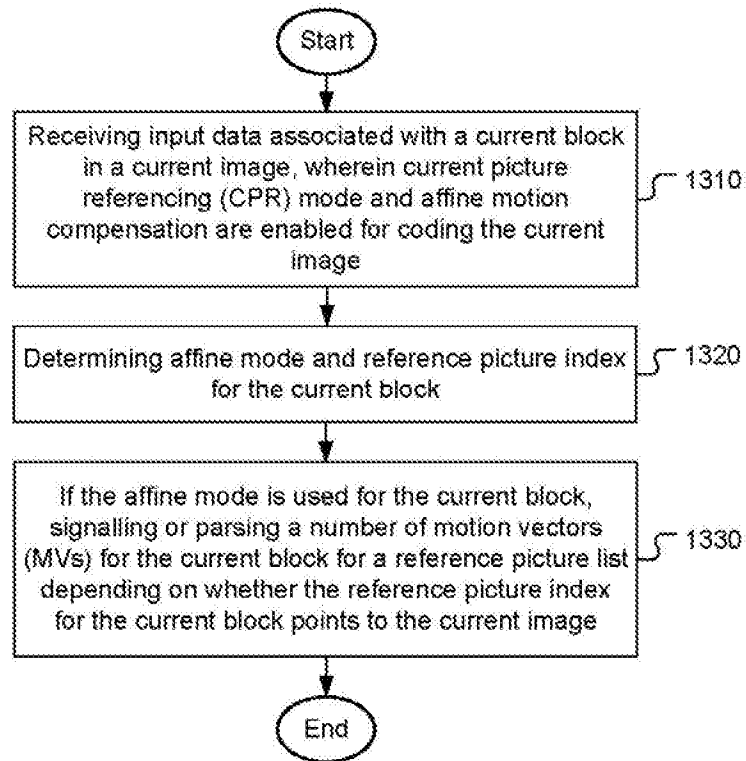 Start
Receiving input data associated with a current block
in a current image, wherein current picture
referencing (CPR) mode and affine motion
compensation are enabled for coding the current
image
1310
Determining affine mode and reference picture index
for the current block
1320
If the affine mode is used for the current block,
signalling or parsing a number of motion vectors
(MVs) for the current block for a reference picture list
depending on whether the reference picture index
for the current block points to the current image
1330
End